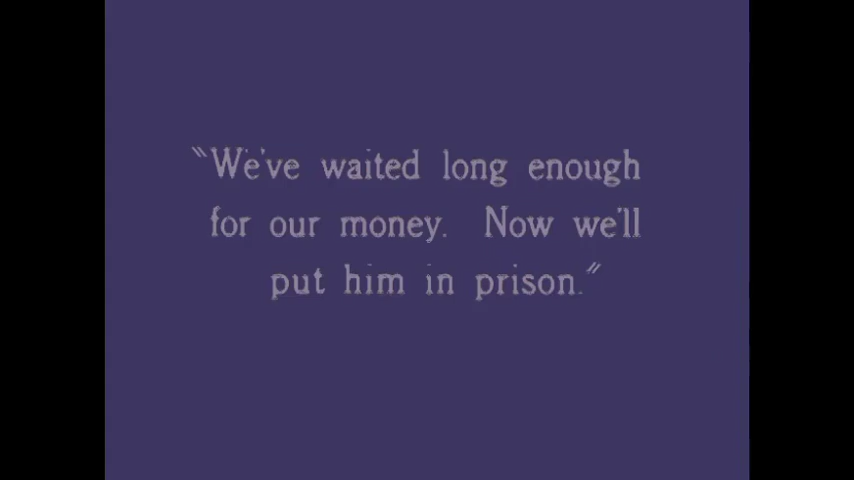 "We've waited long enough
for our money. Now we'll
put him in prison."